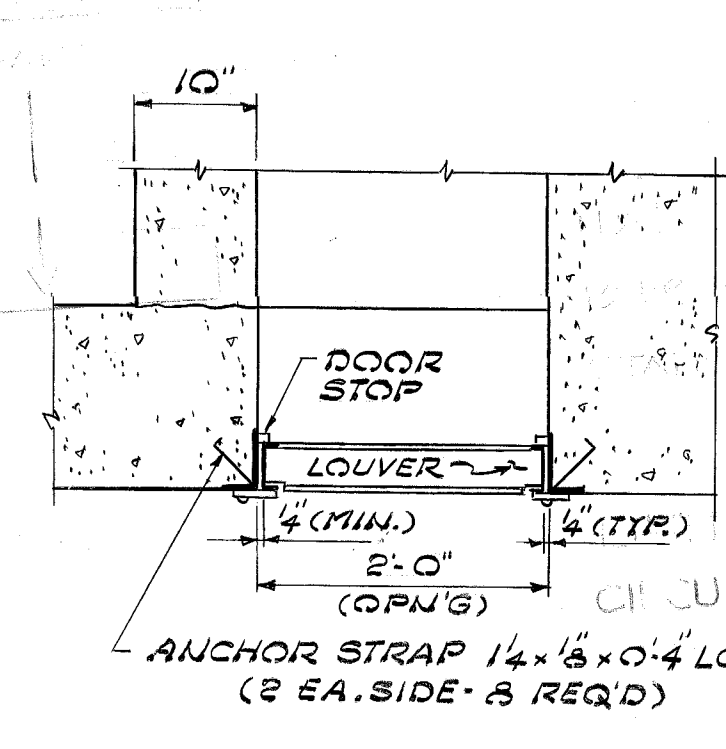 10"
DOOR
STOP
LOUVER
1/4" (MIN.)
1/4" (TYP.)
2'-0"
(OPN'G)
ANCHOR STRAP 1 1/4 x 1/8" x 0'-4" LO
(2 EA. SIDE - 8 REQ'D)